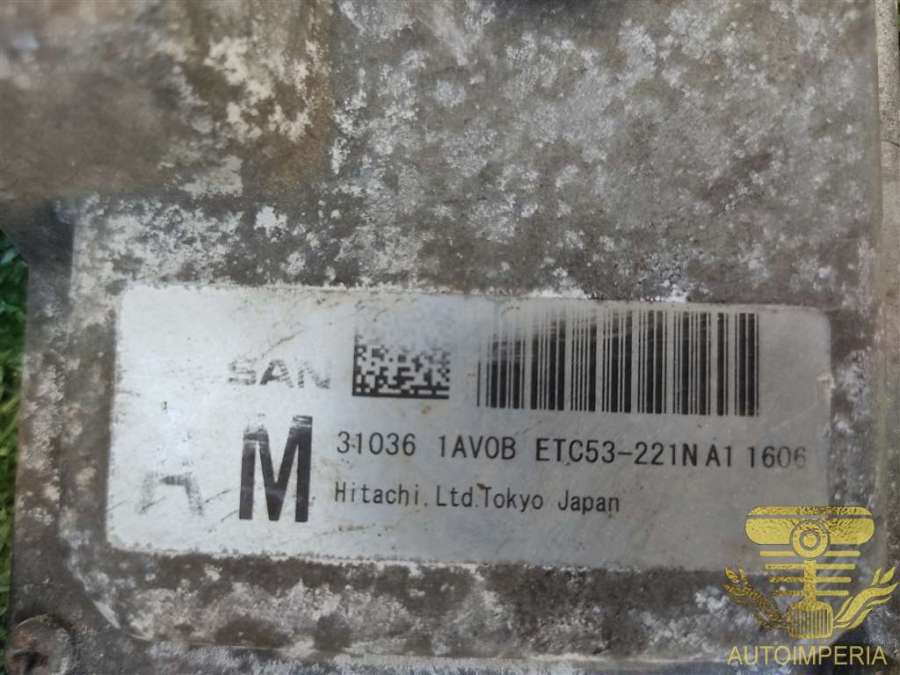 SAN
A M
31036 1AV0B ETC53-221N A1 1606
Hitachi,Ltd.Tokyo Japan
AUTOIMPERIA